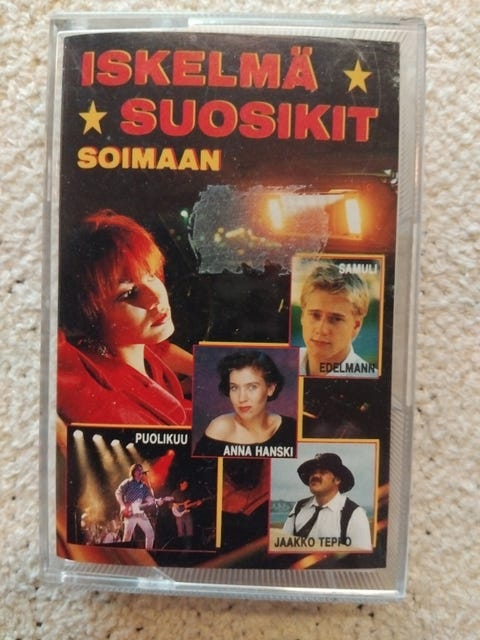 ISKELMÄ
SUOSIKIT
SOIMAAN
SAMULI
EDELMANN
ANNA HANSKI
PUOLIKUU
JAAKKO TEPPO